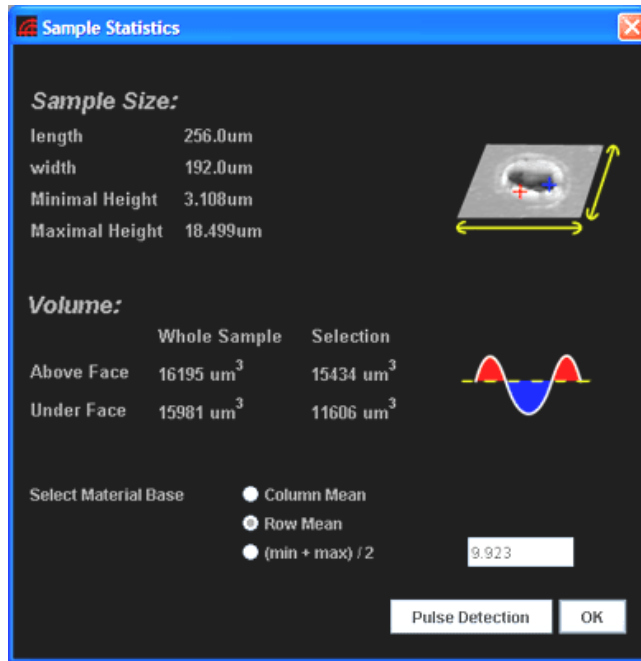 Sample Statistics
Sample Size:
length 256.0um
width 192.0um
Minimal Height 3.108um
Maximal Height 18.499um
Volume:
Whole Sample Selection
Above Face 16195 um³ 15434 um³
Under Face 15981 um³ 11606 um³
Select Material Base Column Mean
Row Mean
(min + max) / 2 9.923
Pulse Detection OK